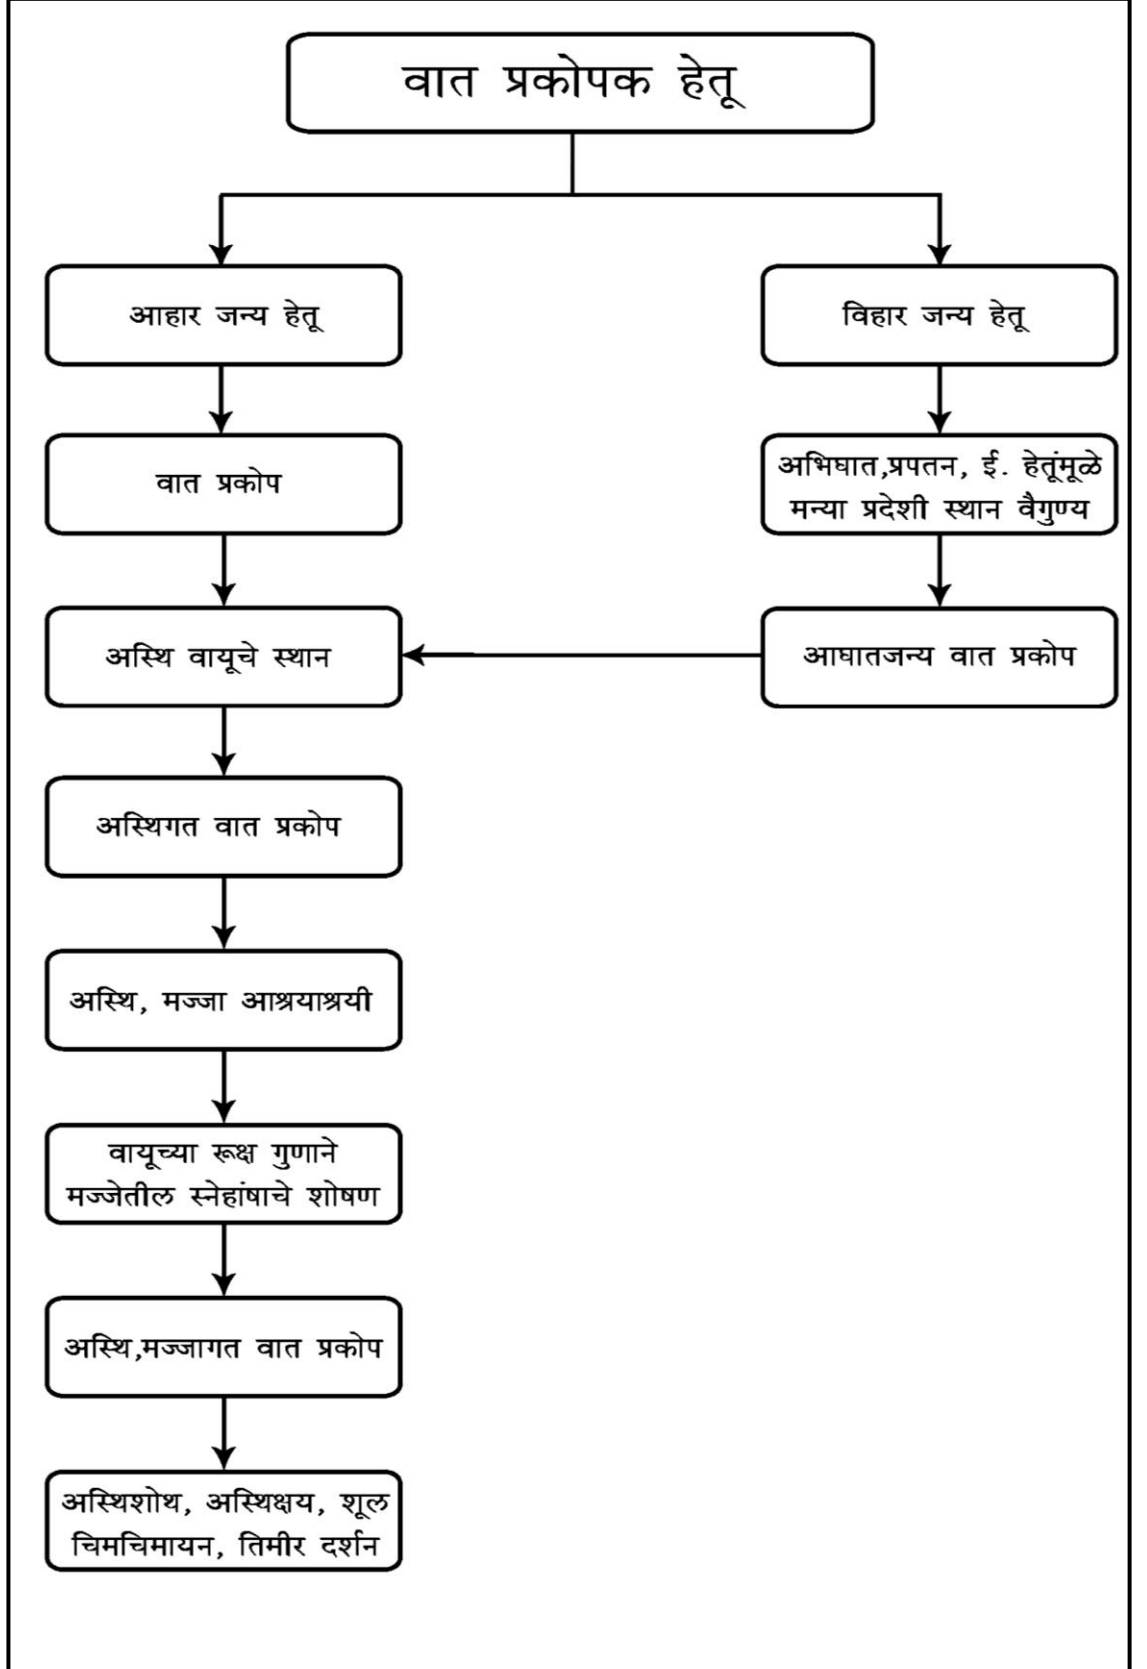 वात प्रकोपक हेतू
आहार जन्य हेतू
विहार जन्य हेतू
वात प्रकोप
अभिघात,प्रपतन, ई. हेतूंमूळे
मन्या प्रदेशी स्थान वैगुण्य
अस्थि वायूचे स्थान
आघातजन्य वात प्रकोप
अस्थिगत वात प्रकोप
अस्थि, मज्जा आश्रयाश्रयी
वायूच्या रूक्ष गुणाने
मज्जेतील स्नेहांषाचे शोषण
अस्थि,मज्जागत वात प्रकोप
अस्थिशोथ, अस्थिक्षय, शूल
चिमचिमायन, तिमीर दर्शन